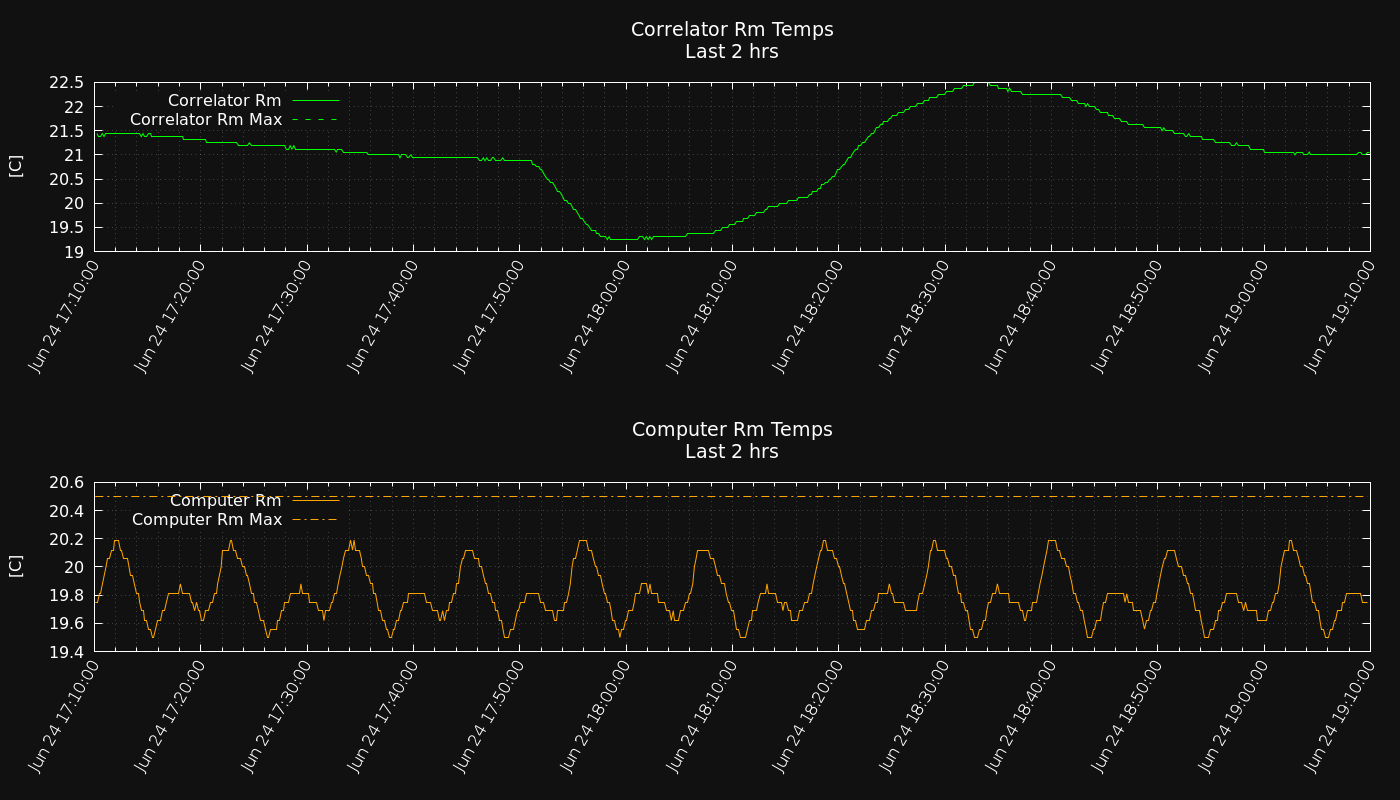 Correlator Rm Temps
Last 2 hrs
22.5
22
21.5
21
20.5
20
19.5
19
[C]
Correlator Rm
Correlator Rm Max
Jun 24 17:10:00
Jun 24 17:20:00
Jun 24 17:30:00
Jun 24 17:40:00
Jun 24 17:50:00
Jun 24 18:00:00
Jun 24 18:10:00
Jun 24 18:20:00
Jun 24 18:30:00
Jun 24 18:40:00
Jun 24 18:50:00
Jun 24 19:00:00
Jun 24 19:10:00
Computer Rm Temps
Last 2 hrs
20.6
20.4
20.2
20
19.8
19.6
19.4
[C]
Computer Rm
Computer Rm Max
Jun 24 17:10:00
Jun 24 17:20:00
Jun 24 17:30:00
Jun 24 17:40:00
Jun 24 17:50:00
Jun 24 18:00:00
Jun 24 18:10:00
Jun 24 18:20:00
Jun 24 18:30:00
Jun 24 18:40:00
Jun 24 18:50:00
Jun 24 19:00:00
Jun 24 19:10:00